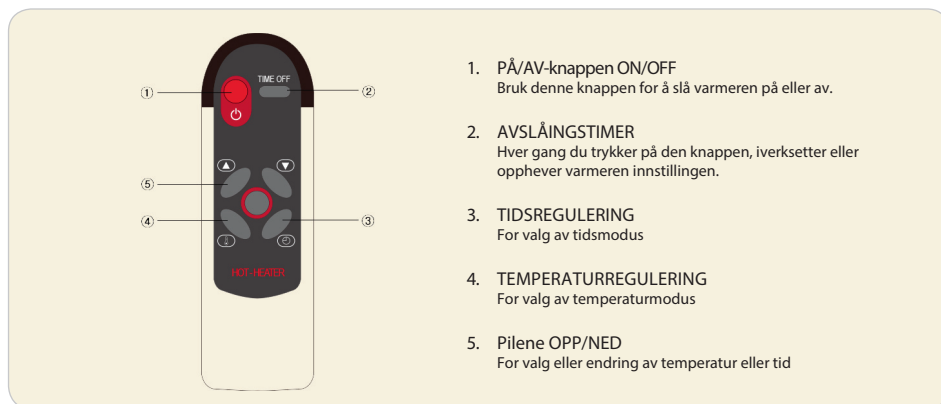 ①
TIME OFF
②
⑤
④
③
HOT-HEATER
1. PÅ/AV-knappen ON/OFF
Bruk denne knappen for å slå varmeren på eller av.
2. AVSLÅINGSTIMER
Hver gang du trykker på den knappen, iverksetter eller
opphever varmeren innstillingen.
3. TIDSREGULERING
For valg av tidsmodus
4. TEMPERATURREGULERING
For valg av temperaturmodus
5. Pilene OPP/NED
For valg eller endring av temperatur eller tid